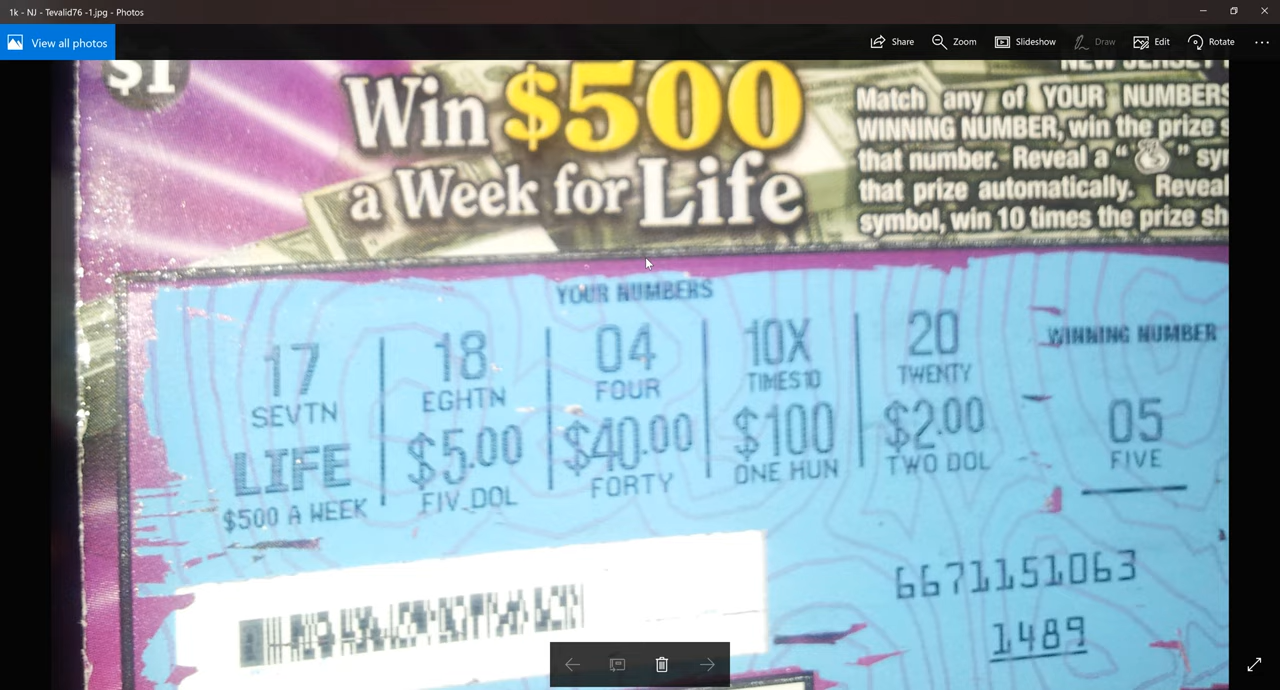 1k - NJ - Tevalid76 -1.jpg - Photos
View all photos
Share
Zoom
Slideshow
Draw
Edit
Rotate
$1
Win $500
a Week for Life
NEW JERSEY
Match any of YOUR NUMBERS
WINNING NUMBER, win the prize s
that number. Reveal a " " sy
that prize automatically. Reveal
symbol, win 10 times the prize sh
YOUR NUMBERS
17
SEVTN
LIFE
$500 A WEEK
18
EGHTN
$5.00
FIV DOL
04
FOUR
$40.00
FORTY
10X
TIMES10
$100
ONE HUN
20
TWENTY
$2.00
TWO DOL
WINNING NUMBER
05
FIVE
6671151063
1489